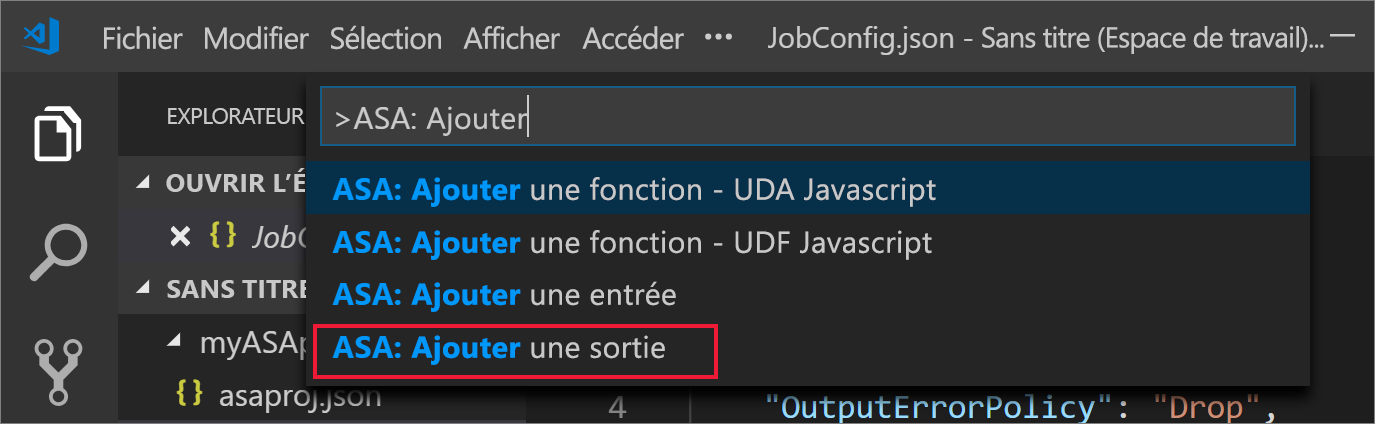 Fichier Modifier Sélection Afficher Accéder ••• JobConfig.json - Sans titre (Espace de travail)...
EXPLORATEUR
>ASA: Ajouter
ASA: Ajouter une fonction - UDA Javascript
ASA: Ajouter une fonction - UDF Javascript
ASA: Ajouter une entrée
ASA: Ajouter une sortie
OUVRIR L’É
{} JobC
SANS TITRE
myASAp
{} asaproj.json
4 "OutputErrorPolicy": "Drop",